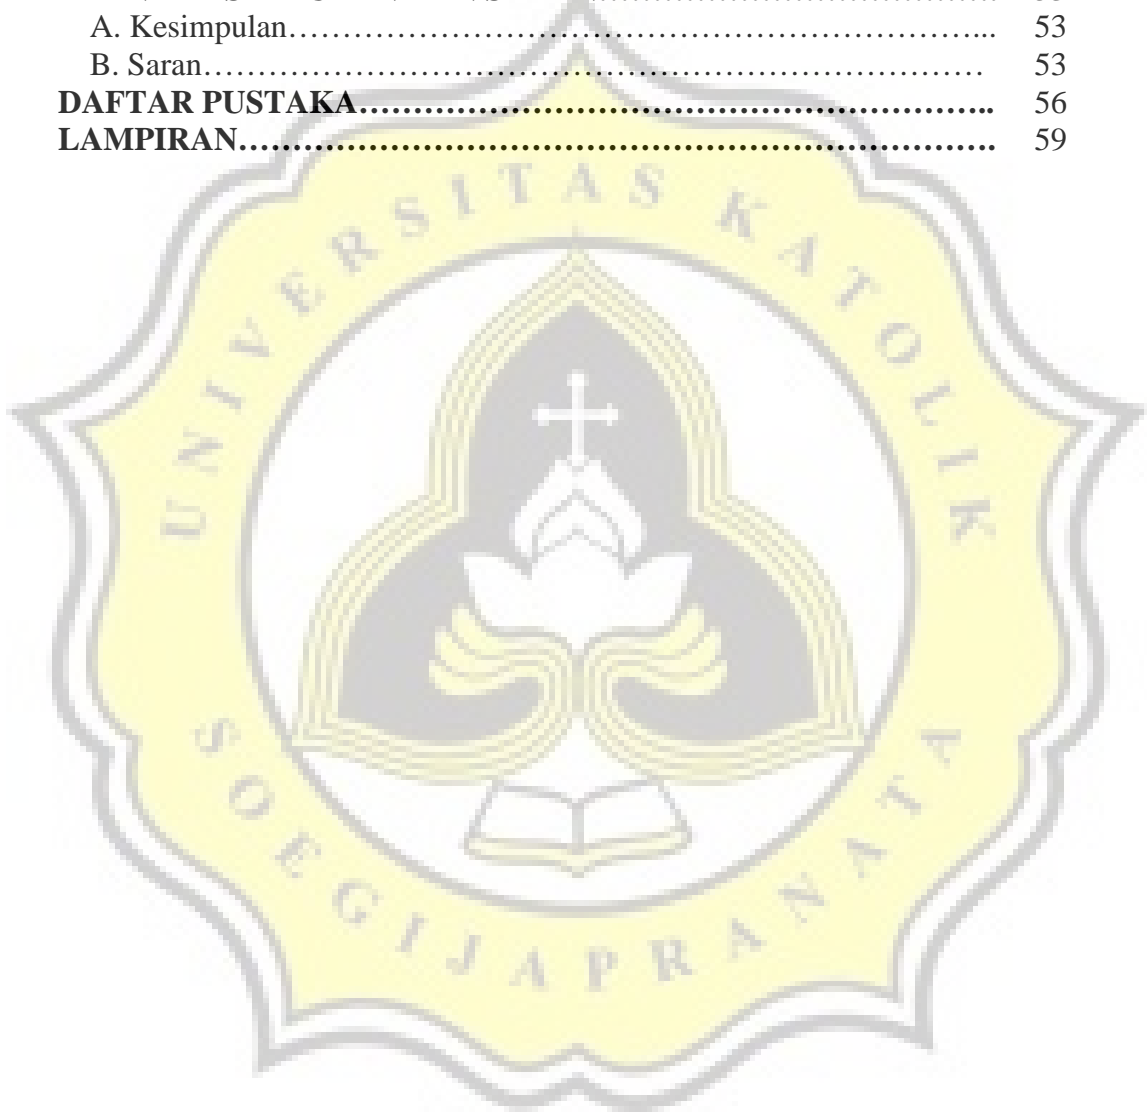 A. Kesimpulan…………………………………………………………………... 53
B. Saran…………………………………………………………………………… 53
DAFTAR PUSTAKA…………………………………………………………….. 56
LAMPIRAN………………………………………………………………………. 59
UNIVERSITAS KATOLIK
SOEGIJAPRANATA